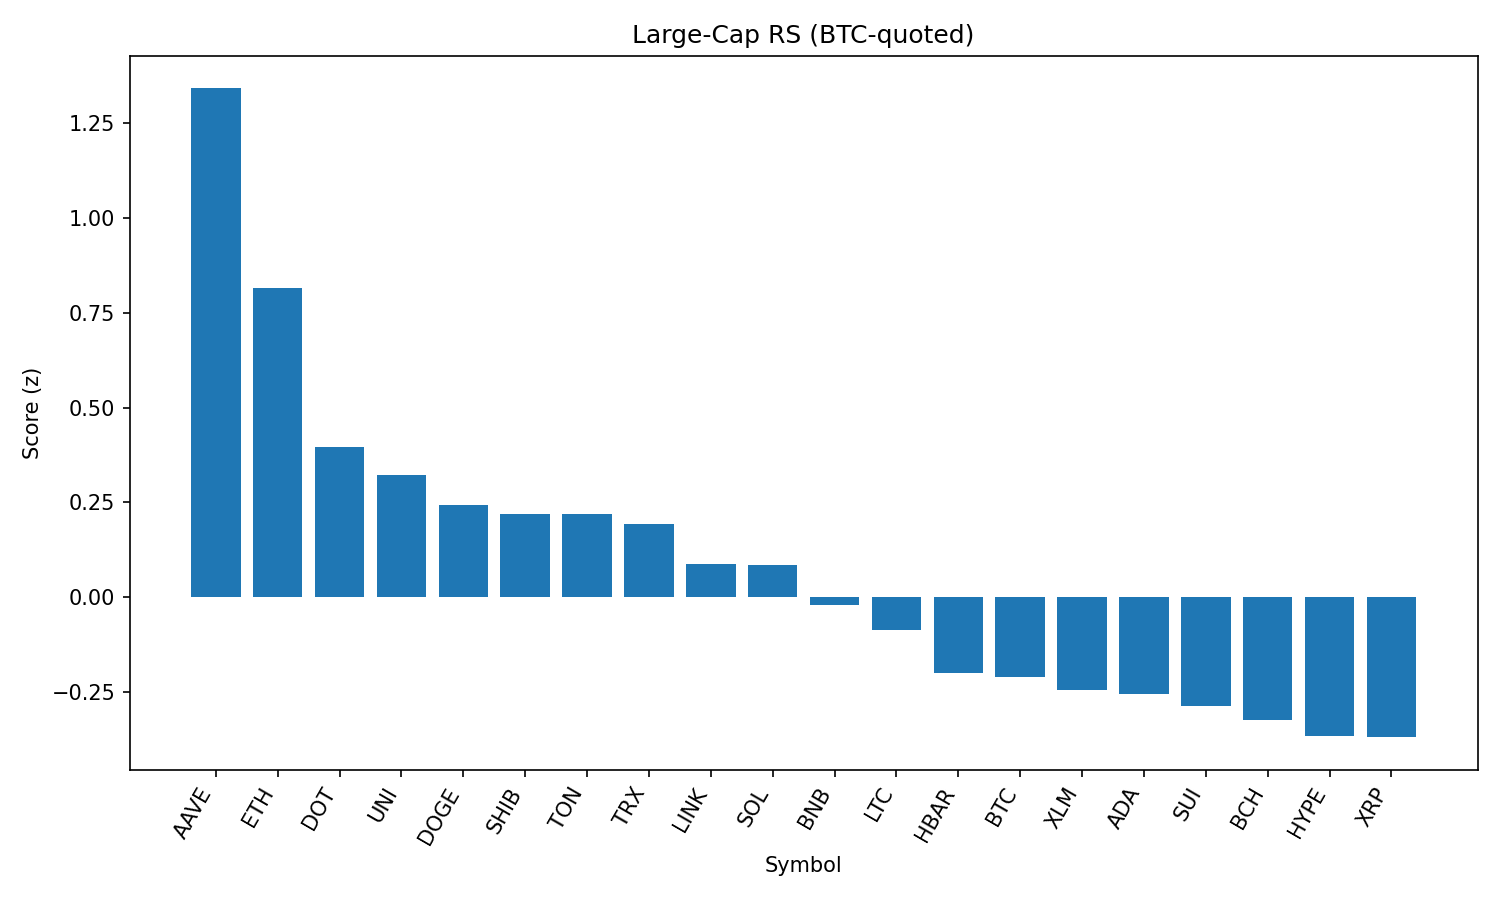 Large-Cap RS (BTC-quoted)
Score (z)
1.25
1.00
0.75
0.50
0.25
0.00
−0.25
AAVE
ETH
DOT
UNI
DOGE
SHIB
TON
TRX
LINK
SOL
BNB
LTC
HBAR
BTC
XLM
ADA
SUI
BCH
HYPE
XRP
Symbol